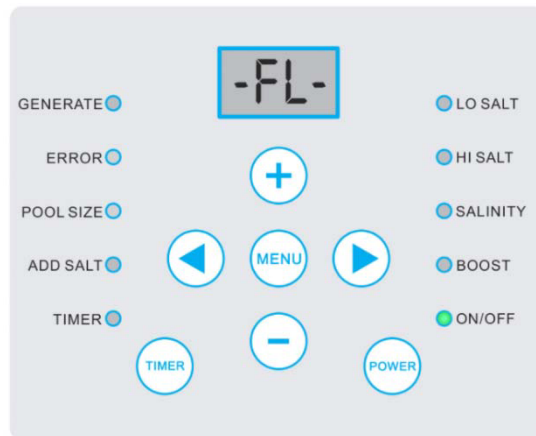 -FL-
GENERATE
LO SALT
ERROR
HI SALT
+
POOL SIZE
SALINITY
ADD SALT
MENU
BOOST
TIMER
−
ON/OFF
TIMER
POWER